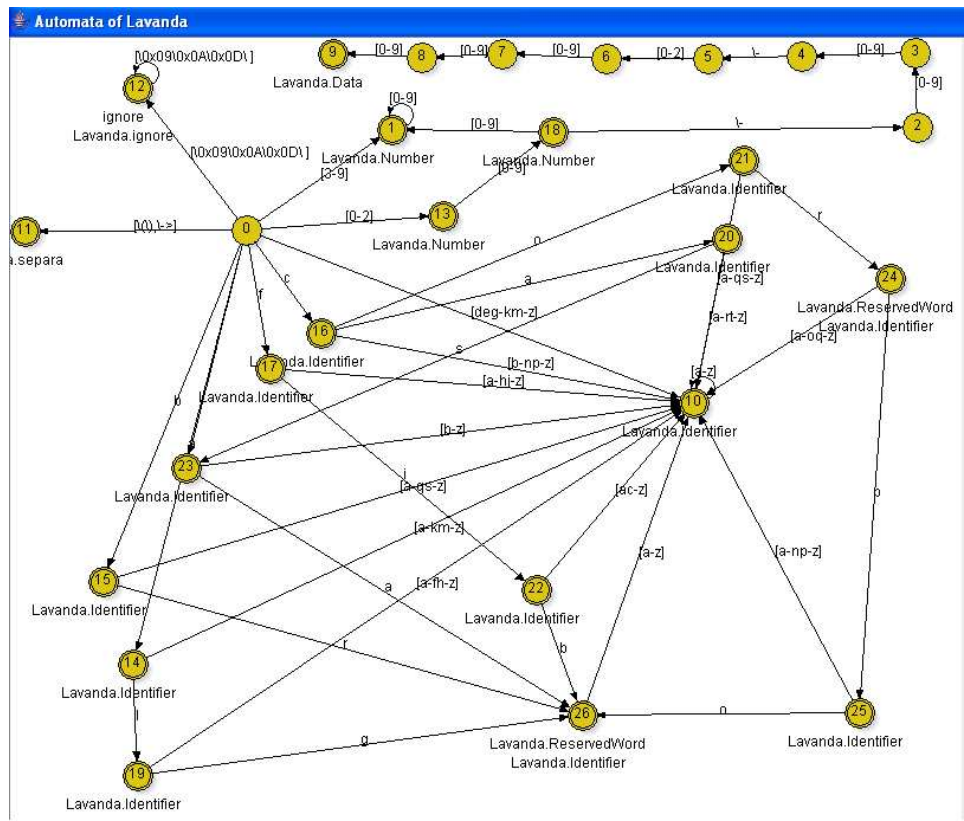 Automata of Lavanda
[\0x09\0x0A\0x0D\ ]
12
ignore
Lavanda.ignore
[\0x09\0x0A\0x0D\ ]
9
[0-9]
8
[0-9]
7
[0-9]
6
[0-2]
5
\-
4
[0-9]
3
Lavanda.Data
[0-9]
[0-9]
1
[0-9]
18
\-
2
Lavanda.Number
Lavanda.Number
[3-9]
[0-9]
21
Lavanda.Identifier
11
[\(\),\->]
0
[0-2]
13
Lavanda.Number
o
r
a.separa
20
Lavanda.Identifier
f
c
a
[a-qs-z]
24
Lavanda.ReservedWord
Lavanda.Identifier
16
Lavanda.Identifier
[deg-km-z]
[a-rt-z]
[a-oq-z]
s
[b-np-z]
17
Lavanda.Identifier
[a-hj-z]
[a-z]
10
Lavanda.Identifier
b
23
Lavanda.Identifier
[b-z]
i
[a-qs-z]
[ac-z]
[a-km-z]
[a-z]
[a-np-z]
15
Lavanda.Identifier
[a-fh-z]
a
22
Lavanda.Identifier
r
b
14
Lavanda.Identifier
l
26
o
25
Lavanda.ReservedWord
Lavanda.Identifier
Lavanda.Identifier
g
19
Lavanda.Identifier